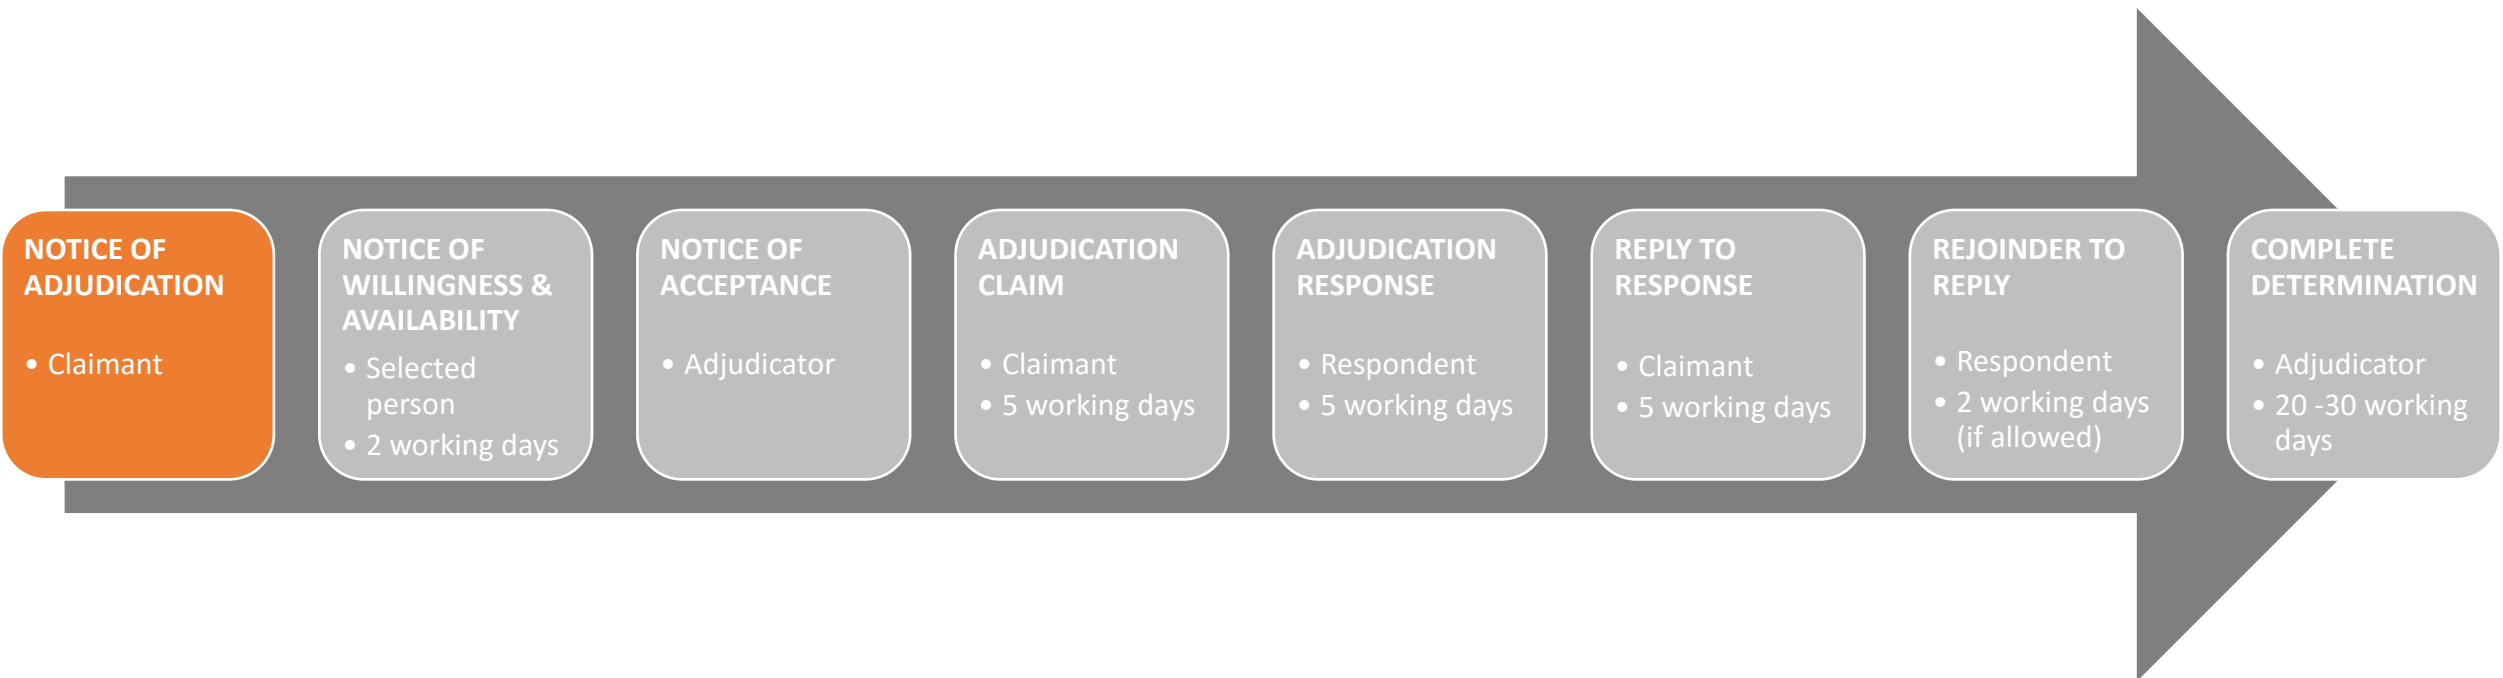 NOTICE OF
ADJUDICATION
• Claimant
NOTICE OF
WILLINGNESS &
AVAILABILITY
• Selected
person
• 2 working days
NOTICE OF
ACCEPTANCE
• Adjudicator
ADJUDICATION
CLAIM
• Claimant
• 5 working days
ADJUDICATION
RESPONSE
• Respondent
• 5 working days
REPLY TO
RESPONSE
• Claimant
• 5 working days
REJOINDER TO
REPLY
• Respondent
• 2 working days
(if allowed)
COMPLETE
DETERMINATION
• Adjudicator
• 20 -30 working
days